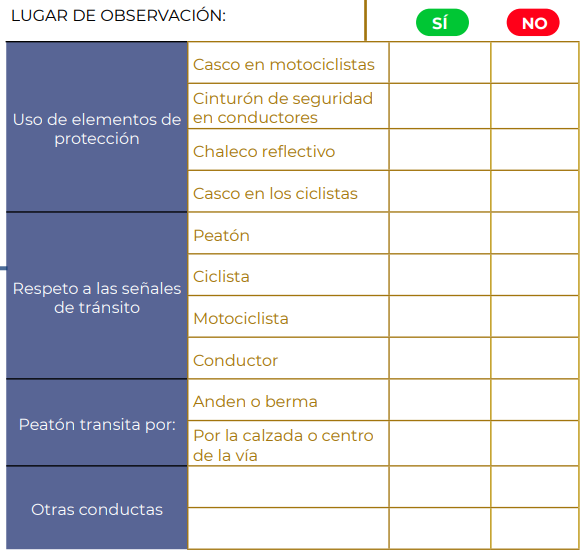 LUGAR DE OBSERVACIÓN:
SÍ
NO
Uso de elementos de
protección
Casco en motociclistas
Cinturón de seguridad
en conductores
Chaleco reflectivo
Casco en los ciclistas
Respeto a las señales
de tránsito
Peatón
Ciclista
Motociclista
Conductor
Peatón transita por:
Anden o berma
Por la calzada o centro
de la vía
Otras conductas